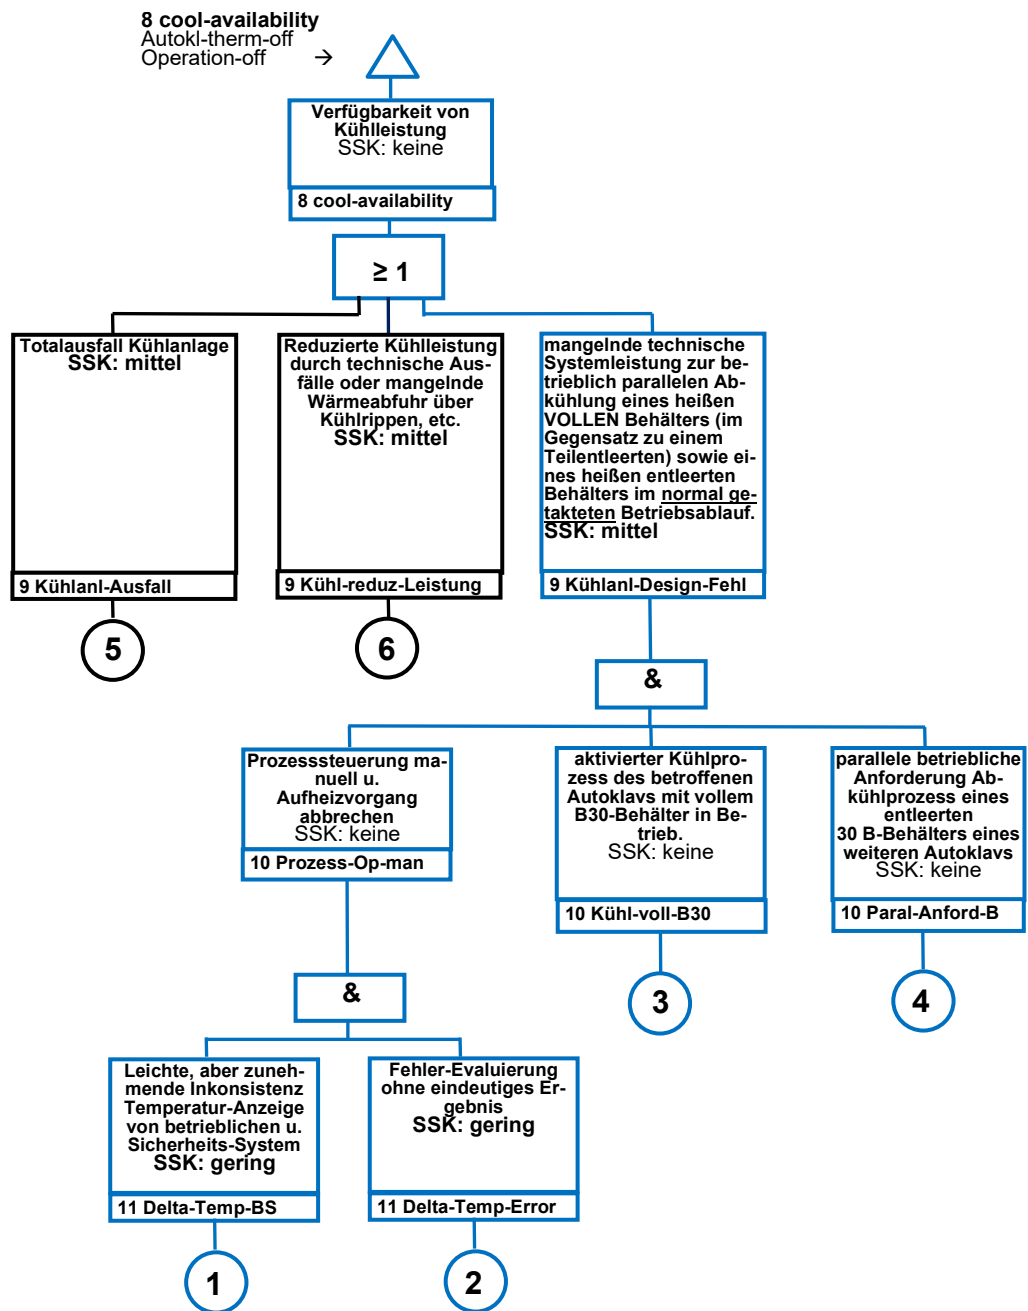 8 cool-availability
Autokl-therm-off
Operation-off →
Verfügbarkeit von
Kühlleistung
SSK: keine
8 cool-availability
≥ 1
Totalausfall Kühlanlage
SSK: mittel
9 Kühlanl-Ausfall
5
Reduzierte Kühlleistung
durch technische Aus-
fälle oder mangelnde
Wärmeabfuhr über
Kühlrippen, etc.
SSK: mittel
9 Kühl-reduz-Leistung
6
mangelnde technische
Systemleistung zur be-
trieblich parallelen Ab-
kühlung eines heißen
VOLLEN Behälters (im
Gegensatz zu einem
Teilentleerten) sowie ei-
nes heißen entleerten
Behälters im normal ge-
takteten Betriebsablauf.
SSK: mittel
9 Kühlanl-Design-Fehl
&
Prozesssteuerung ma-
nuell u.
Aufheizvorgang
abbrechen
SSK: keine
10 Prozess-Op-man
aktivierter Kühlpro-
zess des betroffenen
Autoklavs mit vollem
B30-Behälter in Be-
trieb.
SSK: keine
10 Kühl-voll-B30
3
parallele betriebliche
Anforderung Ab-
kühlprozess eines
entleerten
30 B-Behälters eines
weiteren Autoklavs
SSK: keine
10 Paral-Anford-B
4
&
Leichte, aber zuneh-
mende Inkonsistenz
Temperatur-Anzeige
von betrieblichen u.
Sicherheits-System
SSK: gering
11 Delta-Temp-BS
1
Fehler-Evaluierung
ohne eindeutiges Er-
gebnis
SSK: gering
11 Delta-Temp-Error
2